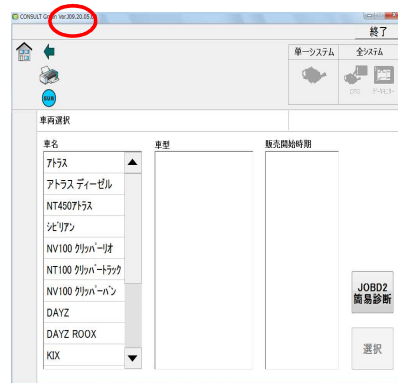 CONSULT Ver.J09.20.05.
終了
単一システム
全システム
SUB
車両選択
車名
車型
販売開始時期
アトラス
アトラス ディーゼル
NT450アトラス
シビリアン
NV100 クリッパーリオ
NT100 クリッパートラック
NV100 クリッパーバン
DAYZ
DAYZ ROOX
KIX
JOBD2
簡易診断
選択